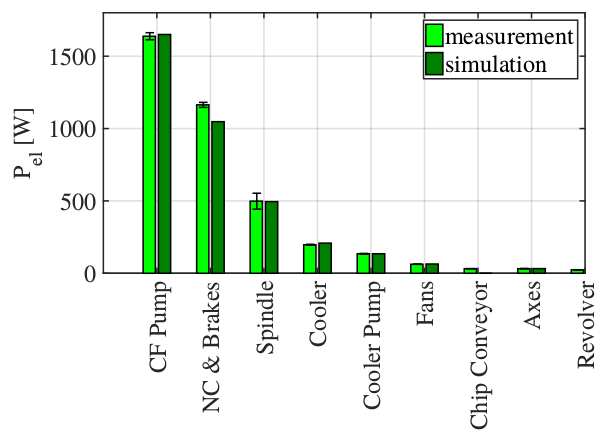 measurement
simulation
P_el [W]
1500
1000
500
0
CF Pump
NC & Brakes
Spindle
Cooler
Cooler Pump
Fans
Chip Conveyor
Axes
Revolver